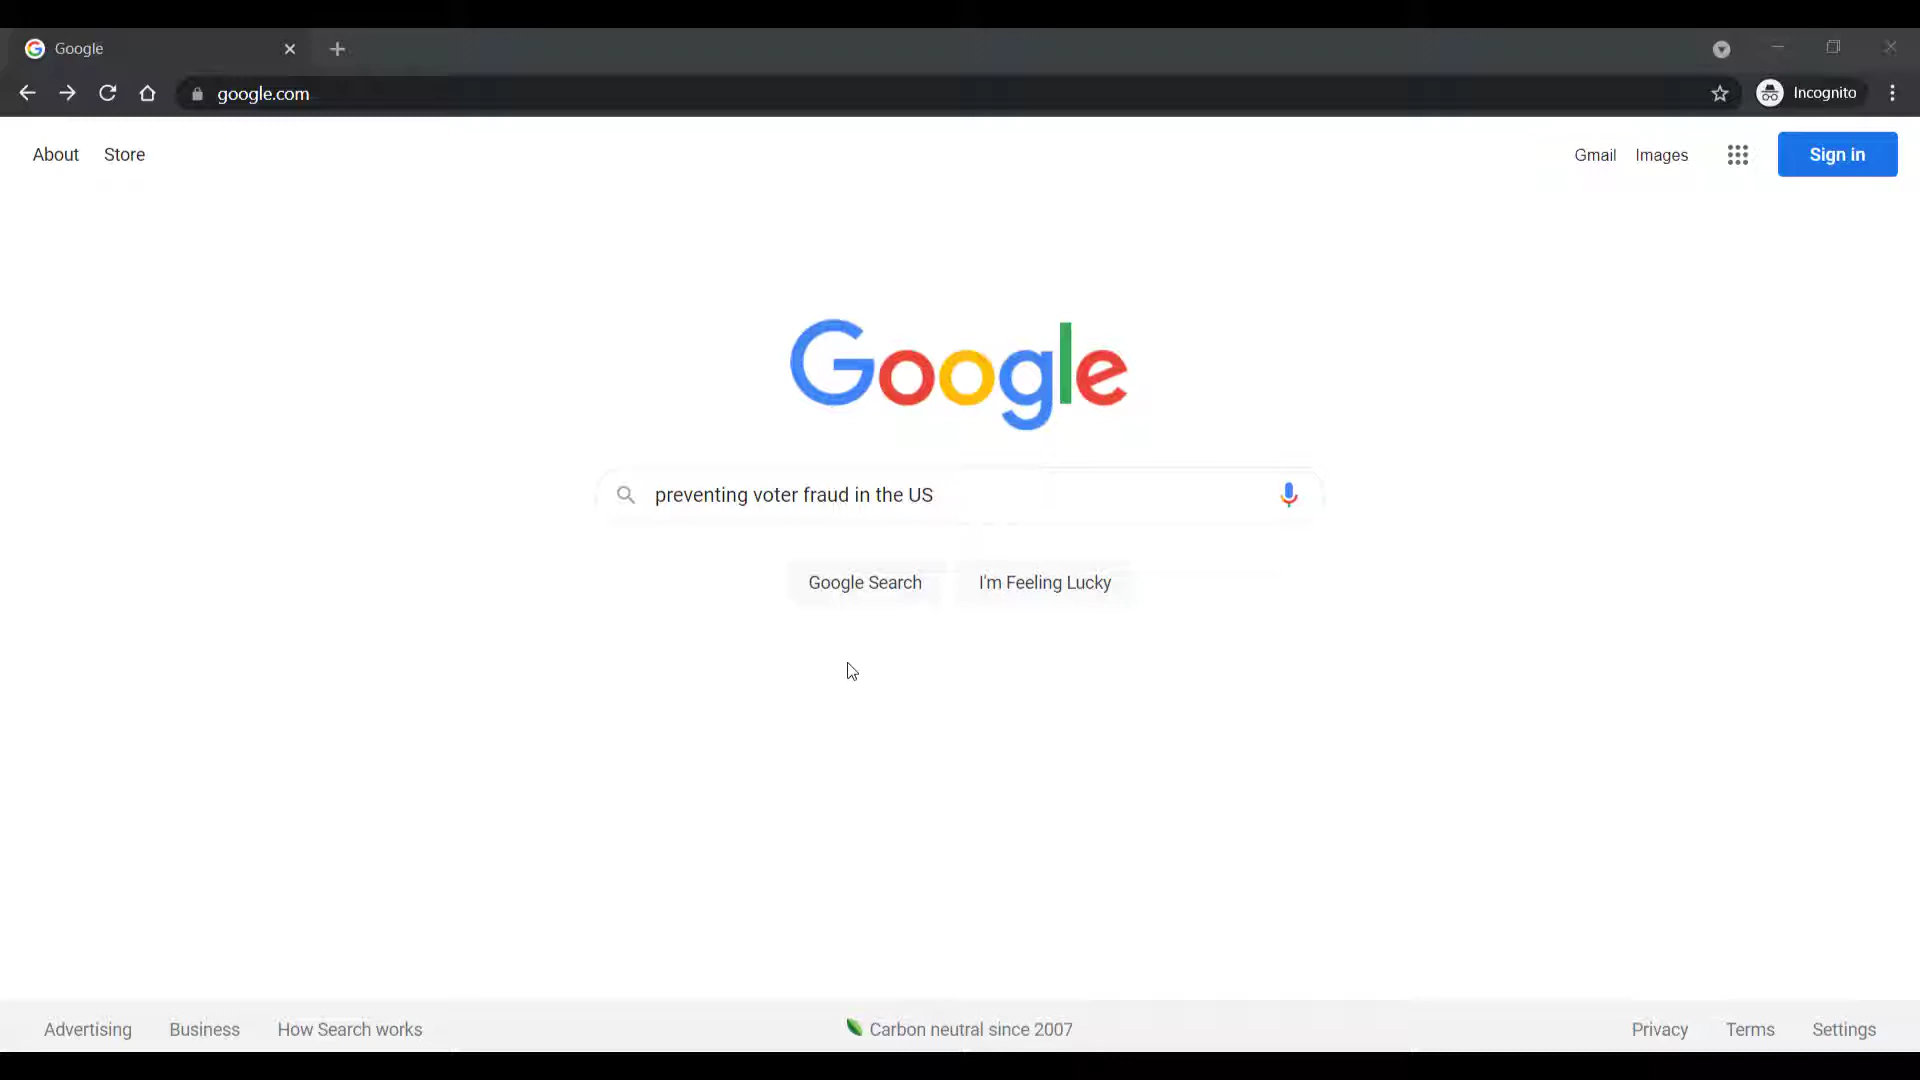 Google
google.com
Incognito
About Store
Gmail Images
Sign in
Google
preventing voter fraud in the US
Google Search I'm Feeling Lucky
Advertising Business How Search works
Carbon neutral since 2007
Privacy Terms Settings